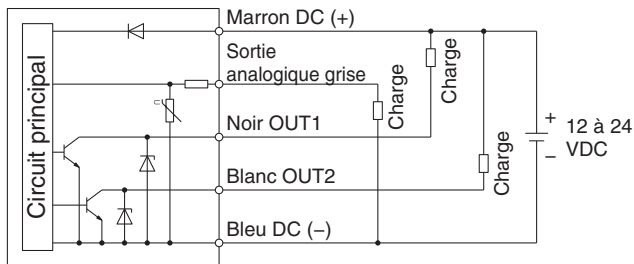 Marron DC (+)
Sortie
analogique grise
Charge
Charge
Circuit principal
Noir OUT1
+
12 à 24
VDC
−
Charge
Blanc OUT2
Bleu DC (−)